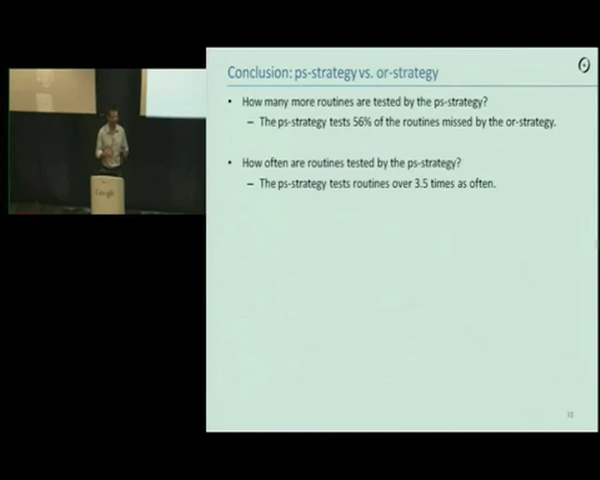 Conclusion: ps-strategy vs. or-strategy
• How many more routines are tested by the ps-strategy?
– The ps-strategy tests 56% of the routines missed by the or-strategy.
• How often are routines tested by the ps-strategy?
– The ps-strategy tests routines over 3.5 times as often.
Google